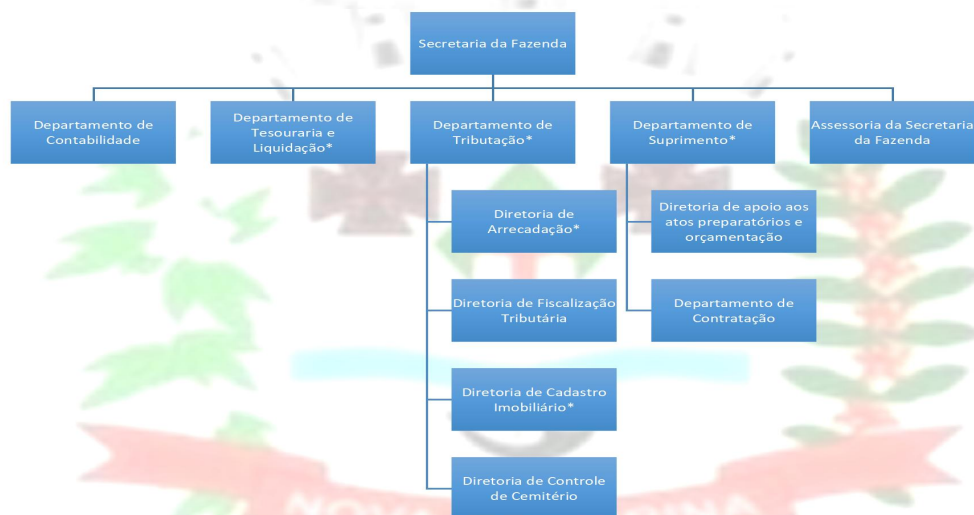 Secretaria da Fazenda
Departamento de
Contabilidade
Departamento de
Tesouraria e
Liquidação*
Departamento de
Tributação*
Departamento de
Suprimento*
Assessoria da Secretaria
da Fazenda
Diretoria de
Arrecadação*
Diretoria de apoio aos
atos preparatórios e
orçamentação
Diretoria de Fiscalização
Tributária
Departamento de
Contratação
Diretoria de Cadastro
Imobiliário*
Diretoria de Controle
de Cemitério
NOVA